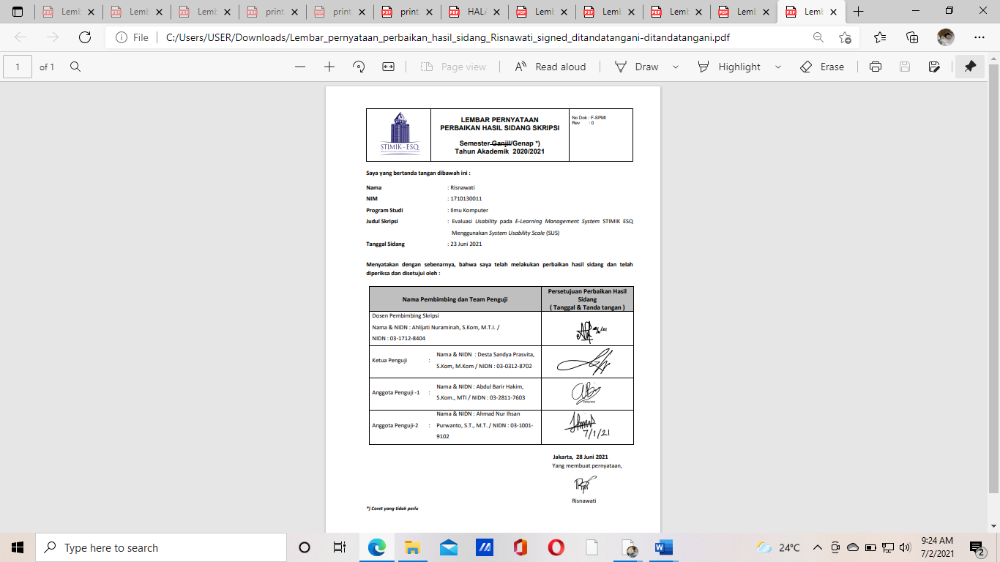 Lemb
Lemb
Lemb
print
print
print
HAL
Lemb
Lemb
Lemb
Lemb
Lemb
File
C:/Users/USER/Downloads/Lembar_pernyataan_perbaikan_hasil_sidang_Risnawati_signed_ditandatangani-ditandatangani.pdf
1 of 1
Page view
Read aloud
Draw
Highlight
Erase
STIMIK - ESQ
LEMBAR PERNYATAAN
PERBAIKAN HASIL SIDANG SKRIPSI
Semester Ganjil/Genap *)
Tahun Akademik 2020/2021
No Dok : F-SPMI
Rev : 0
Saya yang bertanda tangan dibawah ini :
Nama : Risnawati
NIM : 1710130011
Program Studi : Ilmu Komputer
Judul Skripsi : Evaluasi Usability pada E-Learning Management System STIMIK ESQ
Menggunakan System Usability Scale (SUS)
Tanggal Sidang : 23 Juni 2021
Menyatakan dengan sebenarnya, bahwa saya telah melakukan perbaikan hasil sidang dan telah
diperiksa dan disetujui oleh :
Nama Pembimbing dan Team Penguji
Persetujuan Perbaikan Hasil
Sidang
( Tanggal & Tanda tangan )
Dosen Pembimbing Skripsi
Nama & NIDN : Ahlijati Nuraminah, S.Kom, M.T.I. /
NIDN : 03-1712-8404
Ketua Penguji :
Nama & NIDN : Desta Sandya Prasvita,
S.Kom, M.Kom / NIDN : 03-0312-8702
Anggota Penguji -1 :
Nama & NIDN : Abdul Barir Hakim,
S.Kom., MTI / NIDN : 03-2811-7603
Anggota Penguji-2 :
Nama & NIDN : Ahmad Nur Ihsan
Purwanto, S.T., M.T. / NIDN : 03-1001-
9102
7/1/21
Jakarta, 28 Juni 2021
Yang membuat pernyataan,
Risnawati
*) Coret yang tidak perlu
Type here to search
24°C
9:24 AM
7/2/2021
2